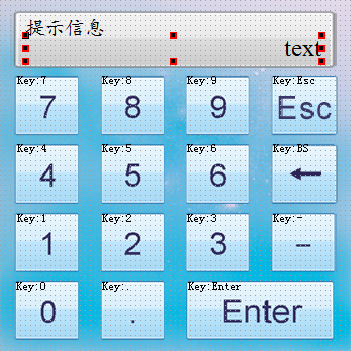 提示信息
text
Key:7 Key:8 Key:9 Key:Esc
7 8 9 Esc
Key:4 Key:5 Key:6 Key:BS
4 5 6 ←
Key:1 Key:2 Key:3 Key:-
1 2 3 -
Key:0 Key:. Key:Enter
0 . Enter